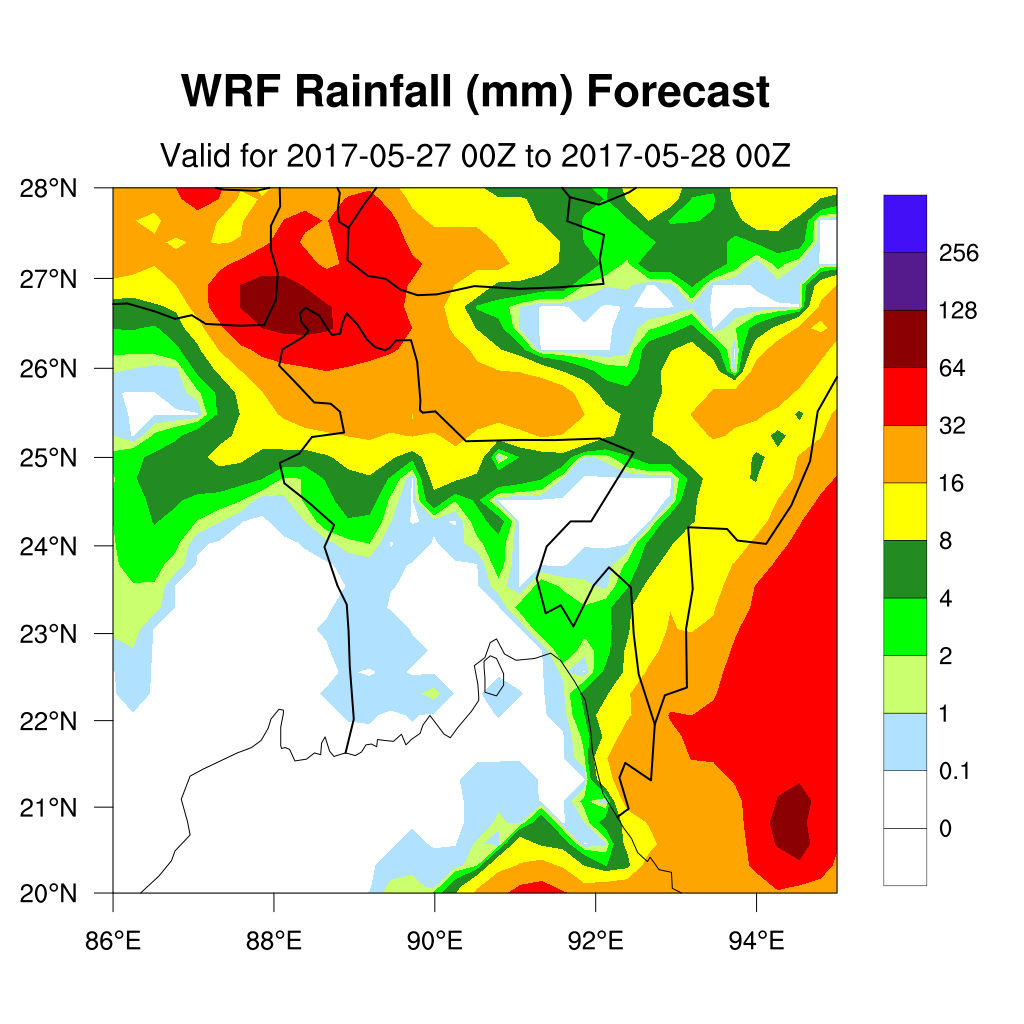 WRF Rainfall (mm) Forecast
Valid for 2017-05-27 00Z to 2017-05-28 00Z
28°N
27°N
26°N
25°N
24°N
23°N
22°N
21°N
20°N
86°E 88°E 90°E 92°E 94°E
256
128
64
32
16
8
4
2
1
0.1
0